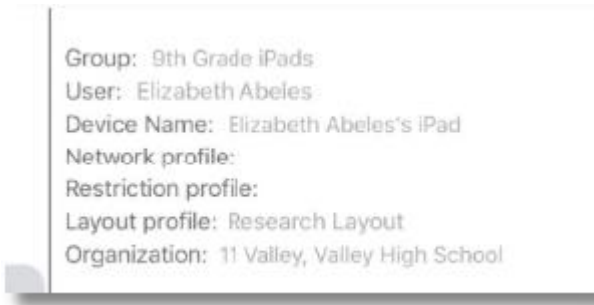 Group: 9th Grade iPads
User: Elizabeth Abeles
Device Name: Elizabeth Abeles's iPad
Network profile:
Restriction profile:
Layout profile: Research Layout
Organization: 11 Valley, Valley High School